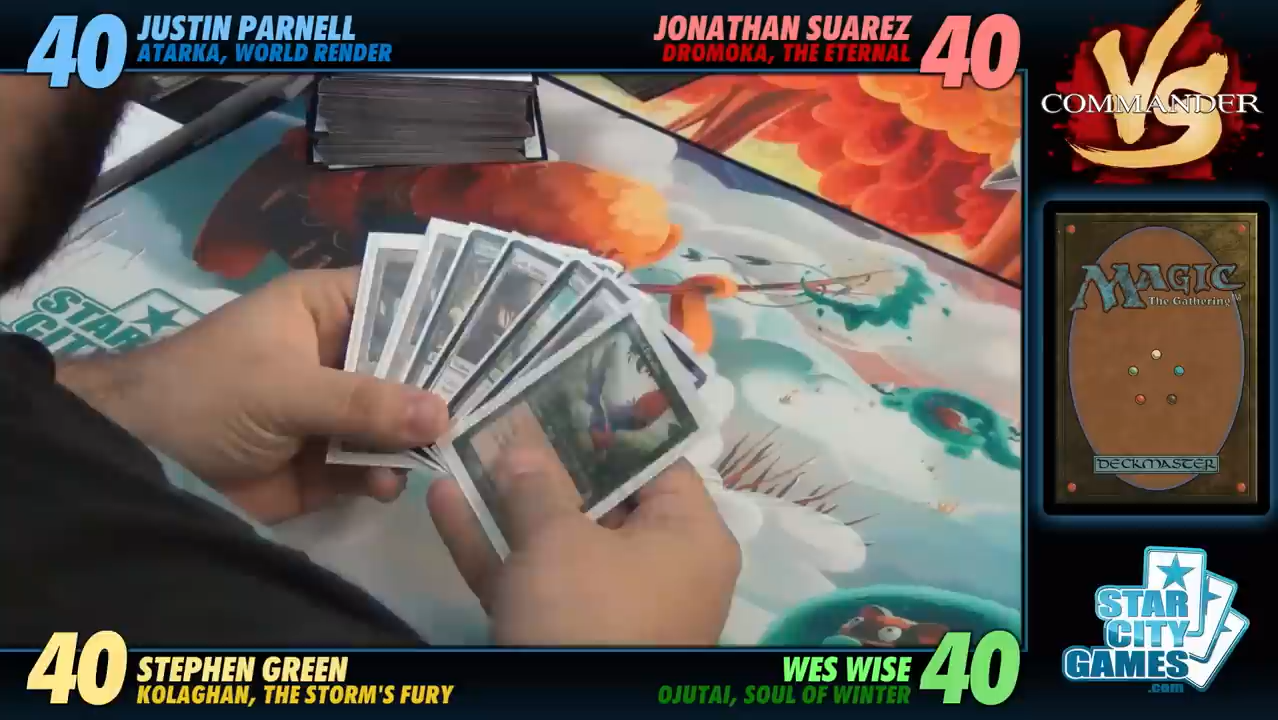 40
JUSTIN PARNELL
ATARKA, WORLD RENDER
JONATHAN SUAREZ
DROMOKA, THE ETERNAL
40
VS
COMMANDER
MAGIC
The Gathering
DECKMASTER
STAR
CITY
40
STEPHEN GREEN
KOLAGHAN, THE STORM'S FURY
WES WISE
OJUTAI, SOUL OF WINTER
40
STAR
CITY
GAMES
.com